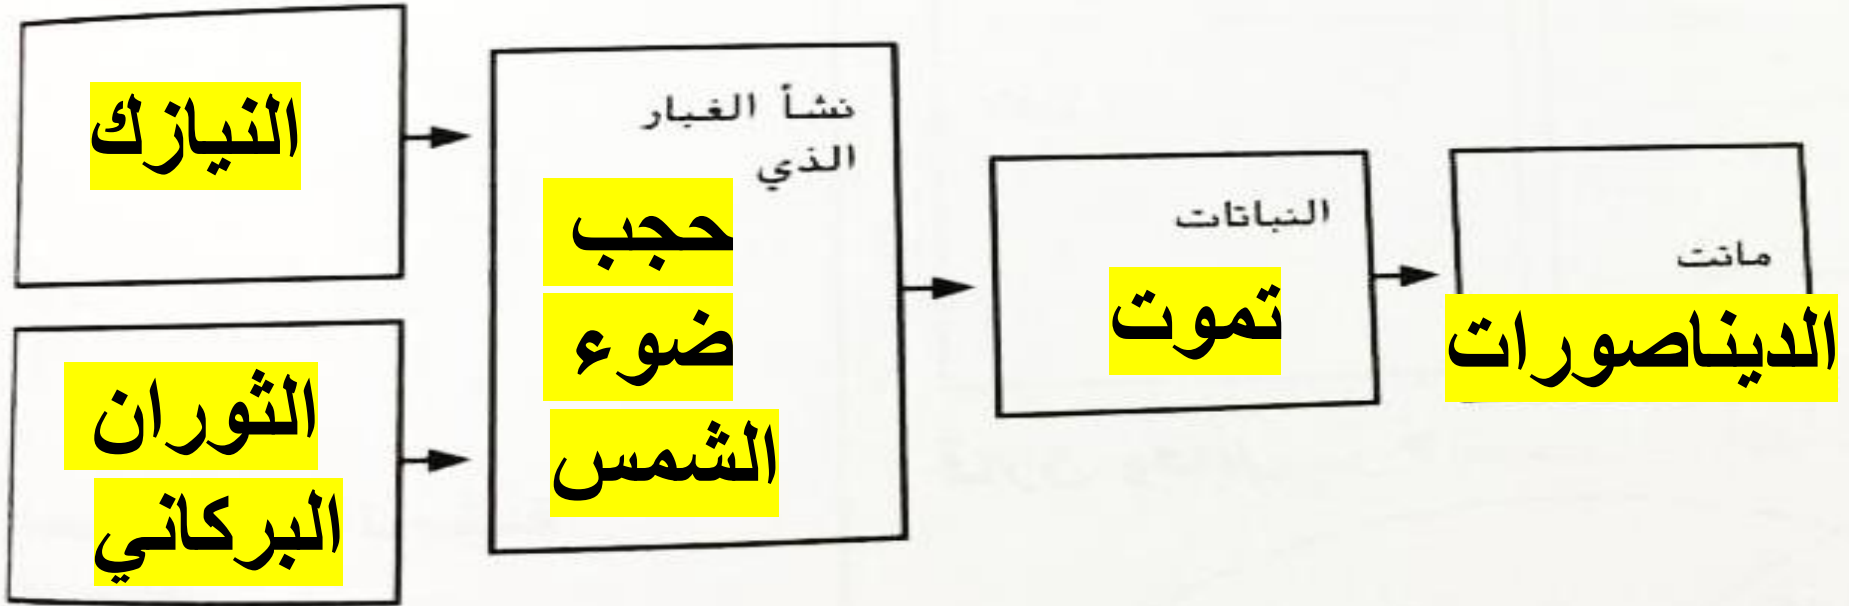 النيازك
الثوران
البركاني
نشأ الغبار
الذي
حجب
ضوء
الشمس
النباتات
تموت
ماتت
الديناصورات